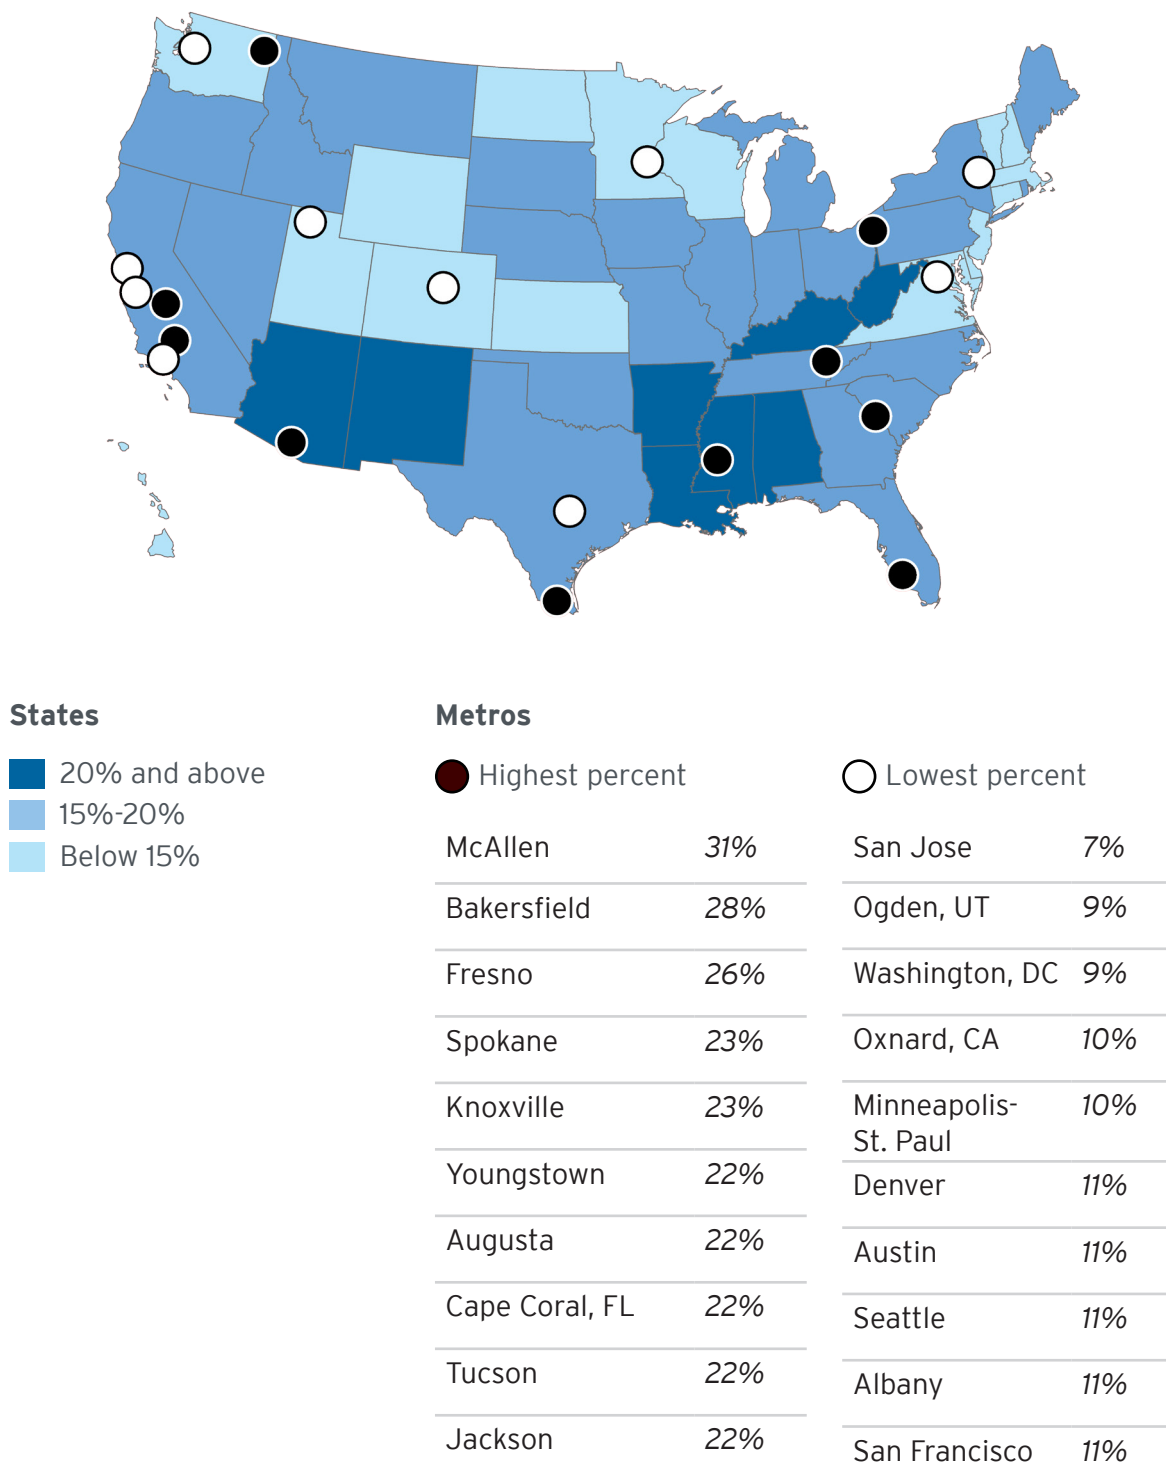 States
20% and above
15%-20%
Below 15%
Metros
Highest percent
McAllen 31%
Bakersfield 28%
Fresno 26%
Spokane 23%
Knoxville 23%
Youngstown 22%
Augusta 22%
Cape Coral, FL 22%
Tucson 22%
Jackson 22%
Lowest percent
San Jose 7%
Ogden, UT 9%
Washington, DC 9%
Oxnard, CA 10%
Minneapolis- 10%
St. Paul
Denver 11%
Austin 11%
Seattle 11%
Albany 11%
San Francisco 11%